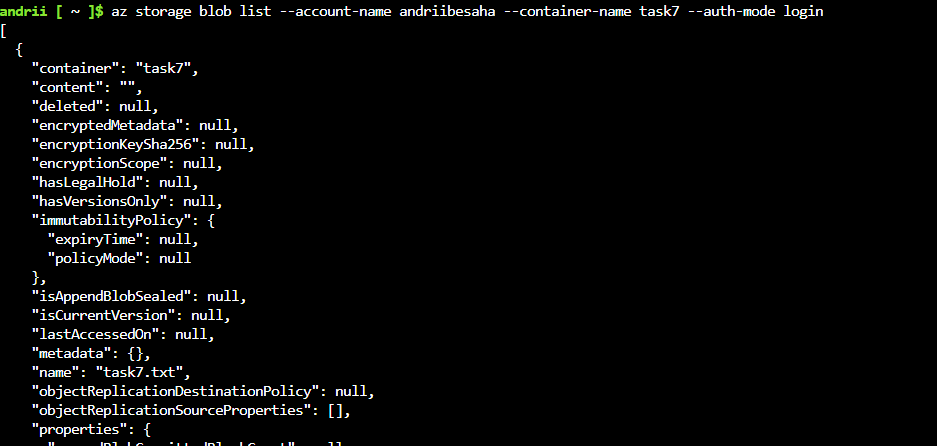 andrii [ ~ ]$ az storage blob list --account-name andriibesaha --container-name task7 --auth-mode login
[
  {
    "container": "task7",
    "content": "",
    "deleted": null,
    "encryptedMetadata": null,
    "encryptionKeySha256": null,
    "encryptionScope": null,
    "hasLegalHold": null,
    "hasVersionsOnly": null,
    "immutabilityPolicy": {
      "expiryTime": null,
      "policyMode": null
    },
    "isAppendBlobSealed": null,
    "isCurrentVersion": null,
    "lastAccessedOn": null,
    "metadata": {},
    "name": "task7.txt",
    "objectReplicationDestinationPolicy": null,
    "objectReplicationSourceProperties": [],
    "properties": {